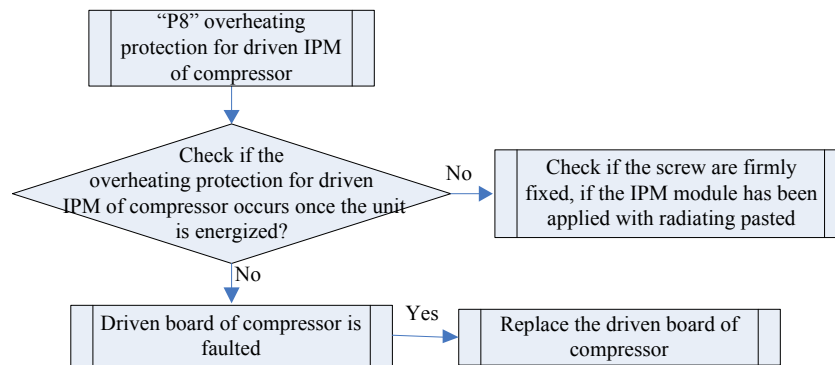 “P8” overheating
protection for driven IPM
of compressor
Check if the
overheating protection for driven
IPM of compressor occurs once the unit
is energized?
No
Check if the screw are firmly
fixed, if the IPM module has been
applied with radiating pasted
No
Driven board of compressor is
faulted
Yes
Replace the driven board of
compressor